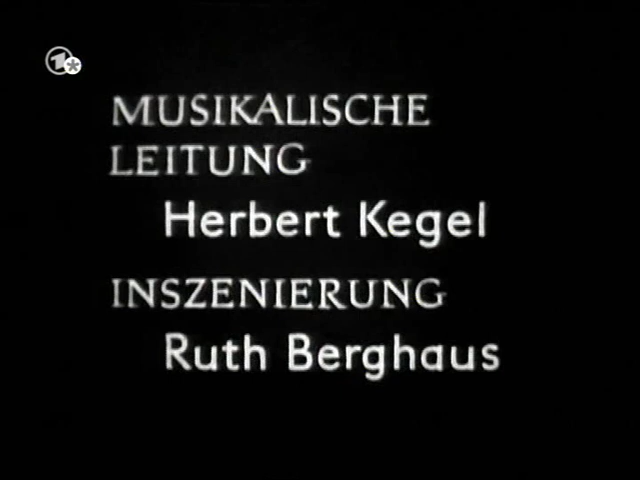 MUSIKALISCHE
LEITUNG
Herbert Kegel
INSZENIERUNG
Ruth Berghaus